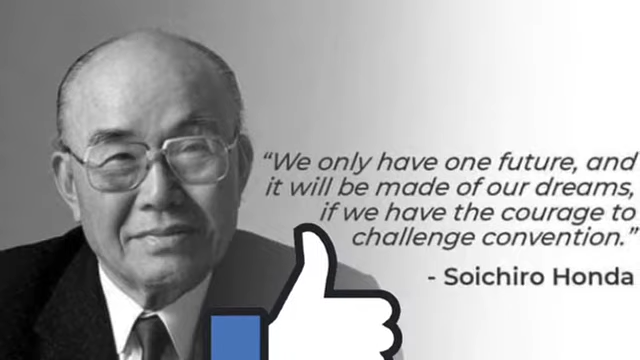 “We only have one future, and
it will be made of our dreams,
if we have the courage to
challenge convention.”
- Soichiro Honda